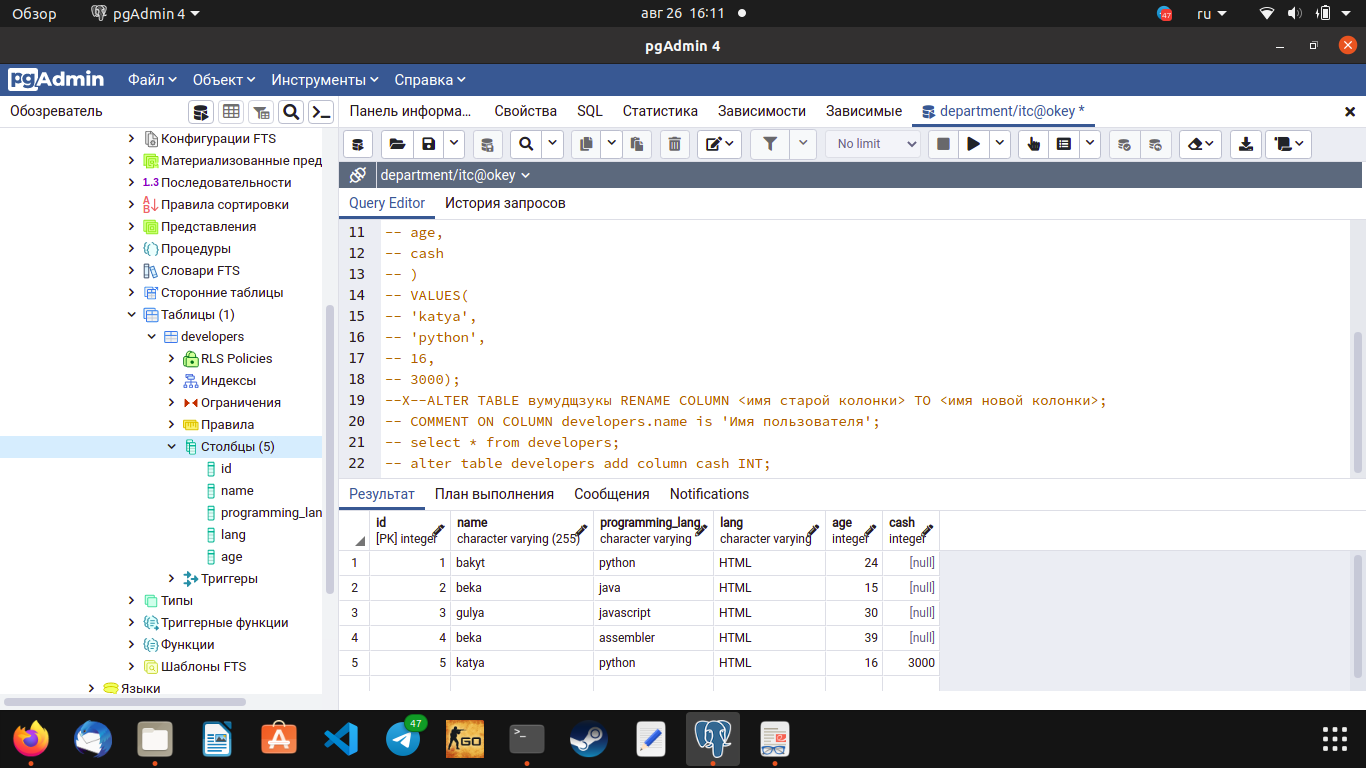 Обзор
pgAdmin 4
авг 26 16:11
47
ru
pgAdmin 4
pgAdmin
Файл
Объект
Инструменты
Справка
Обозреватель
Панель информа...
Свойства
SQL
Статистика
Зависимости
Зависимые
department/itc@okey *
No limit
department/itc@okey
Query Editor
История запросов
Конфигурации FTS
Материализованные пред
1..3 Последовательности
Правила сортировки
Представления
Процедуры
Словари FTS
Сторонние таблицы
Таблицы (1)
developers
RLS Policies
Индексы
Ограничения
Правила
Столбцы (5)
id
name
programming_lan
lang
age
Триггеры
Типы
Триггерные функции
Функции
Шаблоны FTS
Языки
11 -- age,
12 -- cash
13 -- )
14 -- VALUES(
15 -- 'katya',
16 -- 'python',
17 -- 16,
18 -- 3000);
19 --X--ALTER TABLE вумудщзукы RENAME COLUMN <имя старой колонки> TO <имя новой колонки>;
20 -- COMMENT ON COLUMN developers.name is 'Имя пользователя';
21 -- select * from developers;
22 -- alter table developers add column cash INT;
Результат
План выполнения
Сообщения
Notifications
id name programming_lang lang age cash
[PK] integer character varying (255) character varying character varying integer integer
1 1 bakyt python HTML 24 [null]
2 2 beka java HTML 15 [null]
3 3 gulya javascript HTML 30 [null]
4 4 beka assembler HTML 39 [null]
5 5 katya python HTML 16 3000
47
GO